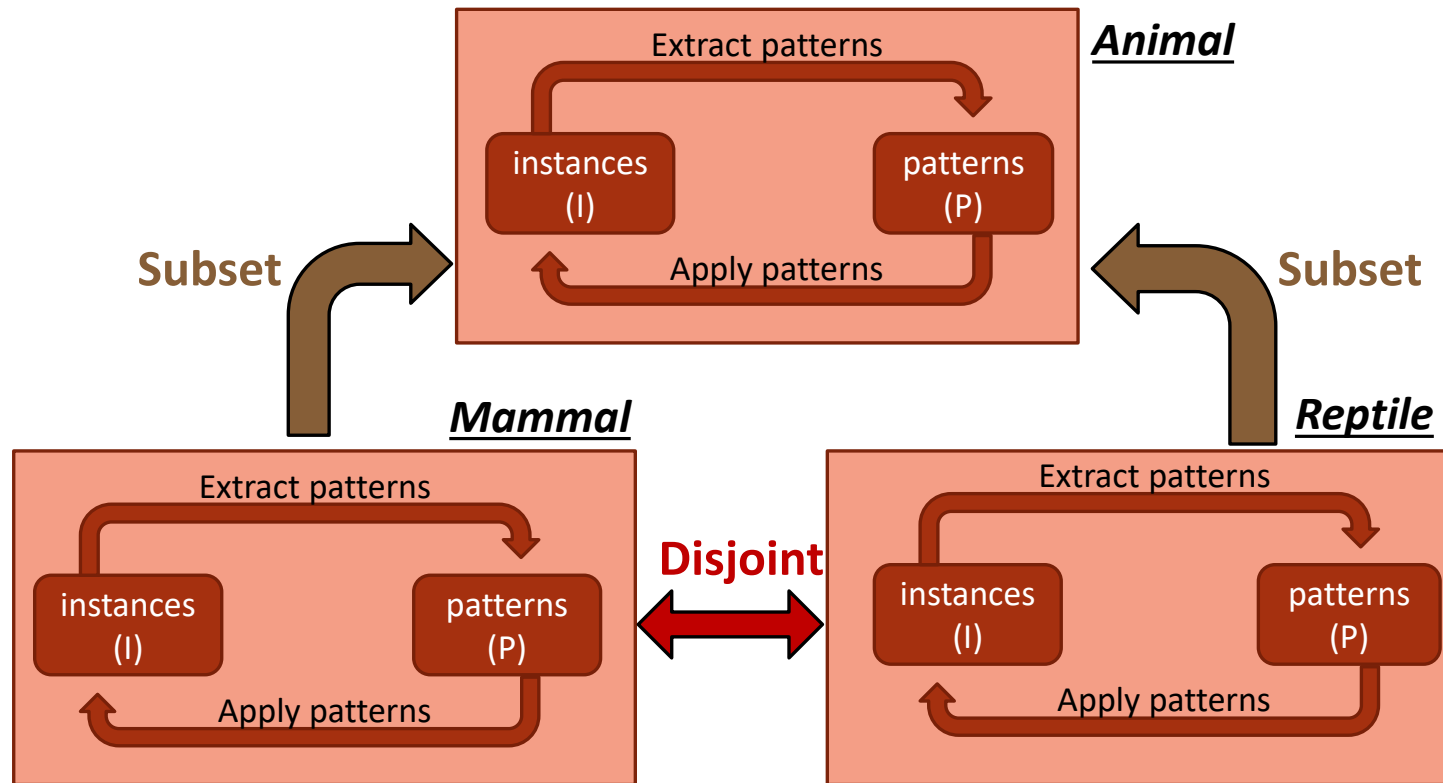 Extract patterns
Animal
instances
(I)
patterns
(P)
Apply patterns
Subset
Subset
Mammal
Reptile
Extract patterns
instances
(I)
patterns
(P)
Apply patterns
Disjoint
Extract patterns
instances
(I)
patterns
(P)
Apply patterns